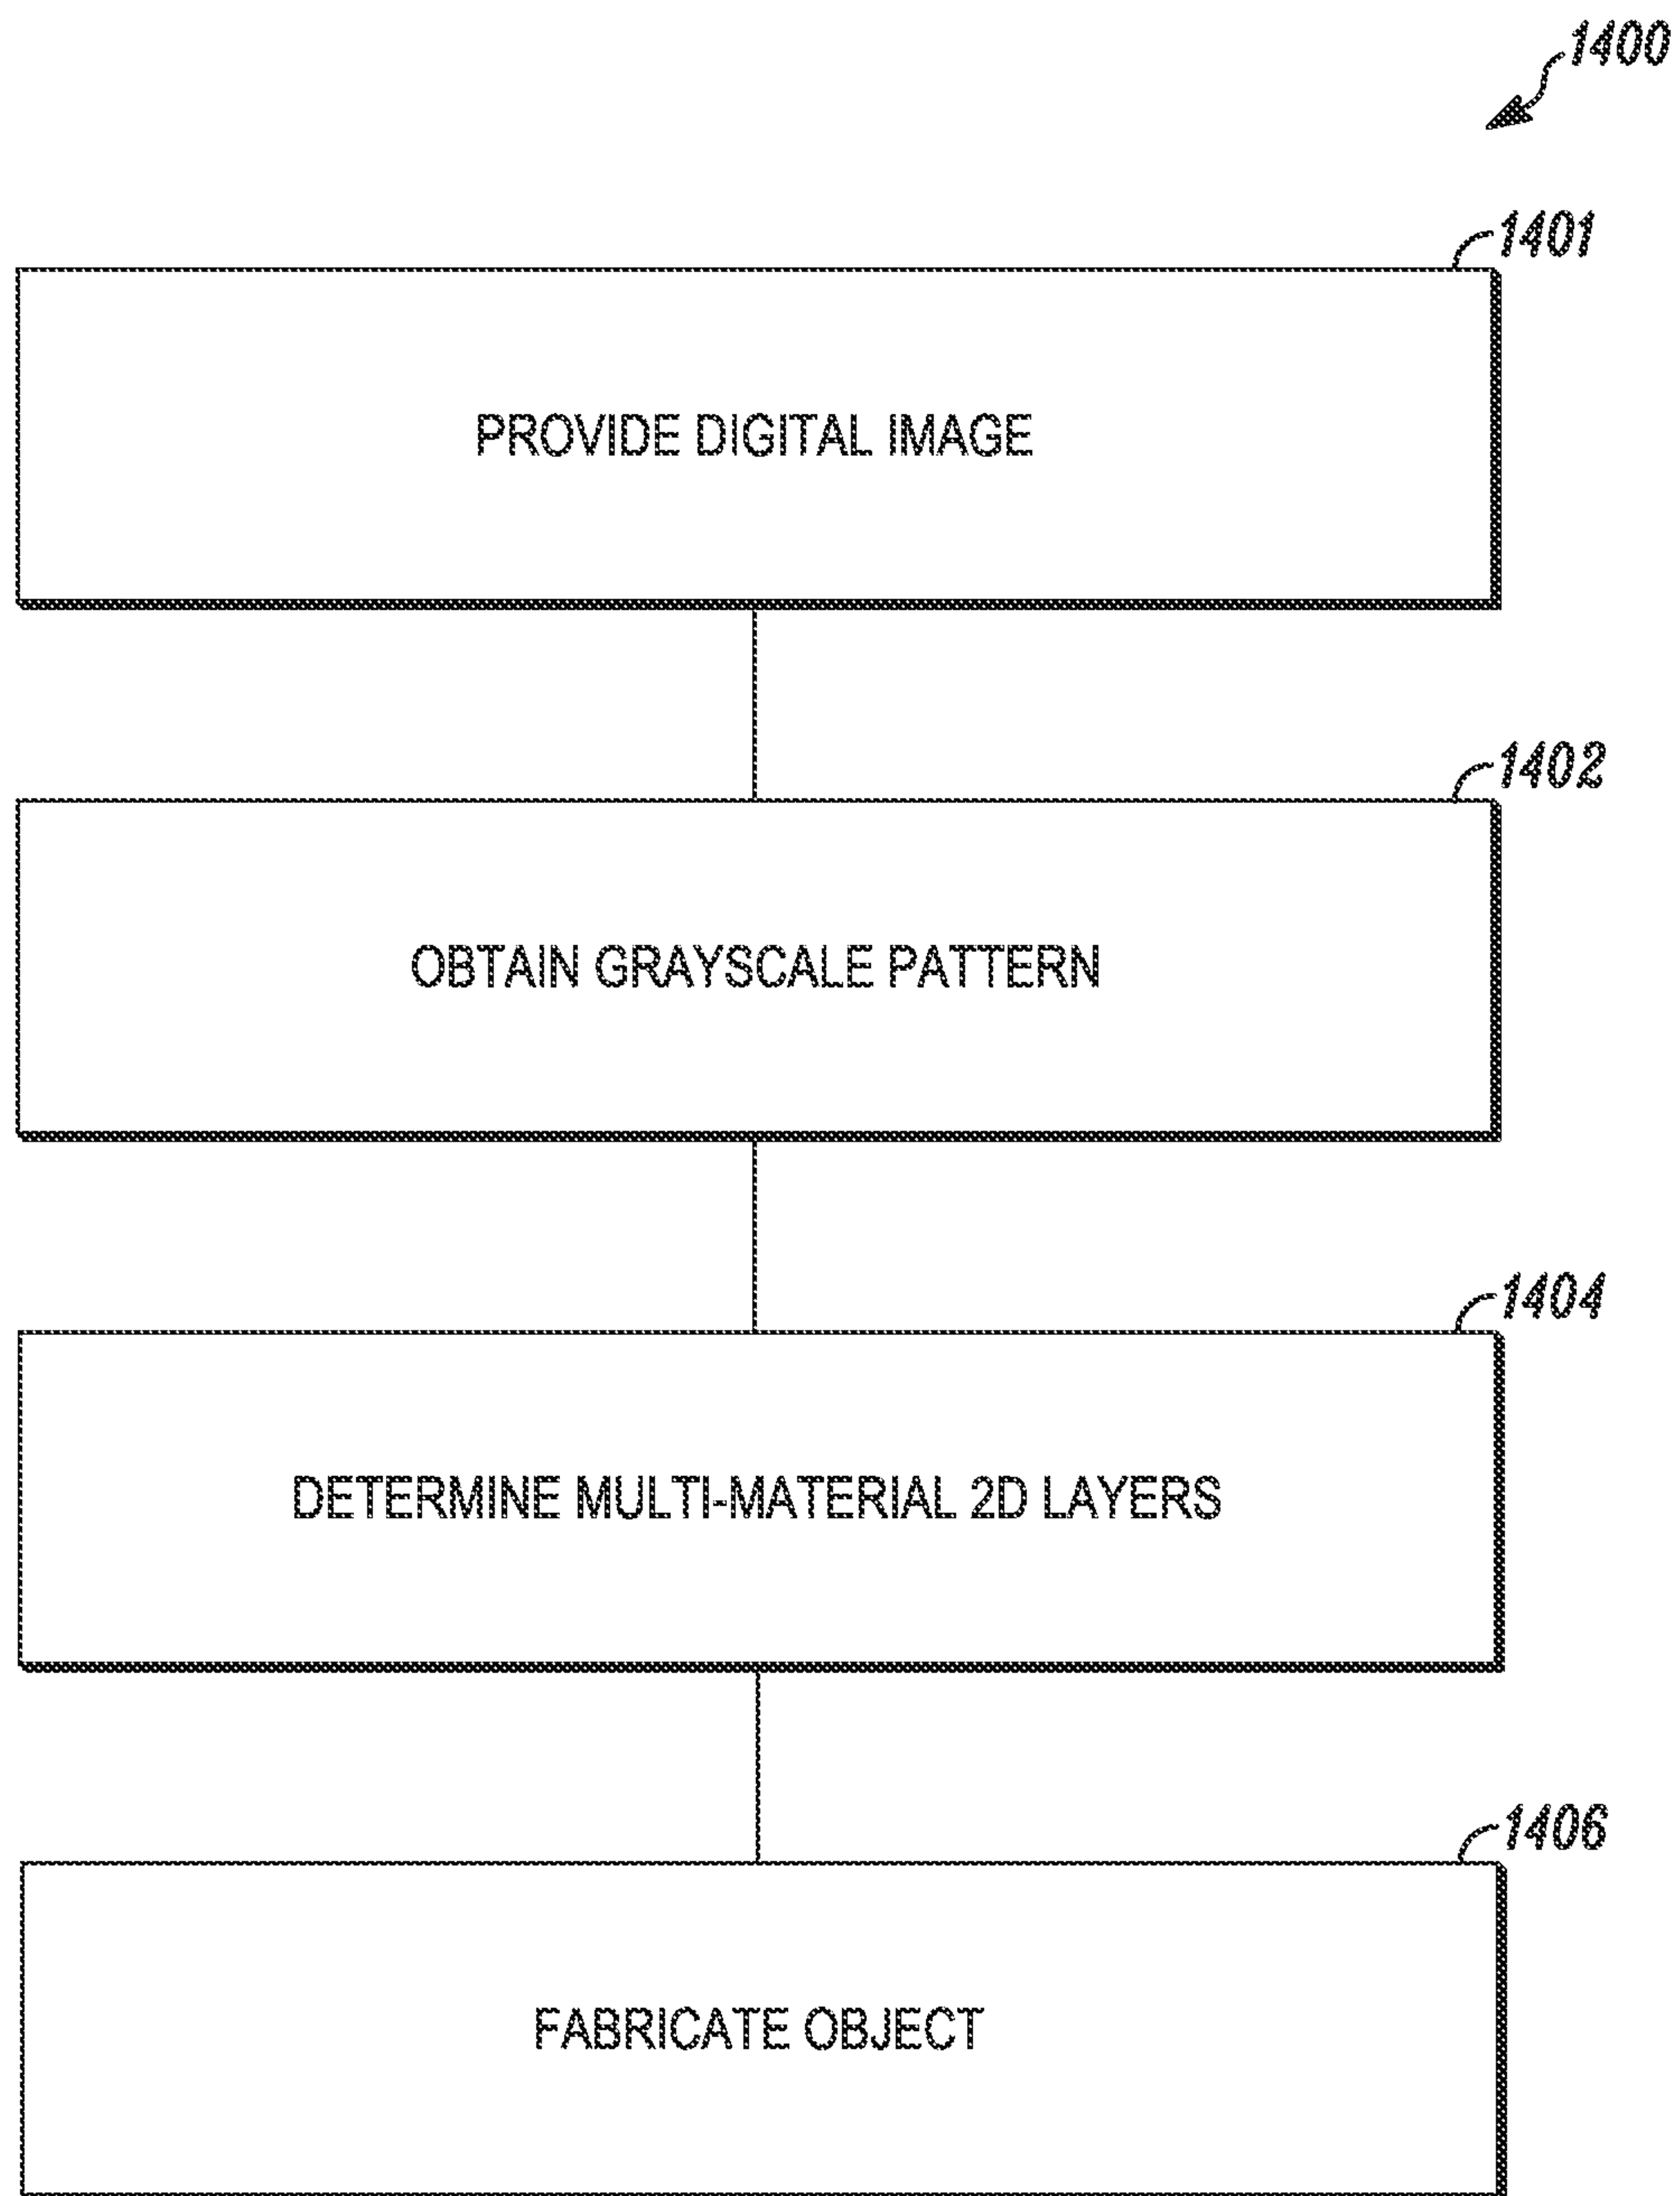 1400
1401
PROVIDE DIGITAL IMAGE
1402
OBTAIN GRAYSCALE PATTERN
1404
DETERMINE MULTI-MATERIAL 2D LAYERS
1406
FABRICATE OBJECT